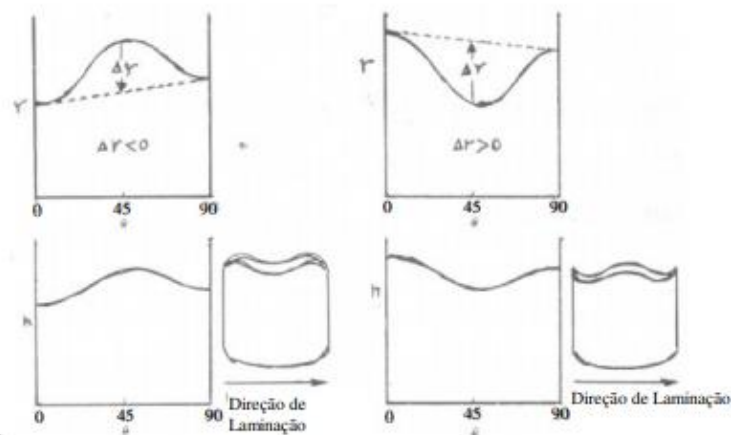 r
Δr
Δr<0
0 45 90
θ
r
Δr
Δr>0
0 45 90
θ
h
0 45 90
θ
Direção de
Laminação
h
0 45 90
θ
Direção de Laminação